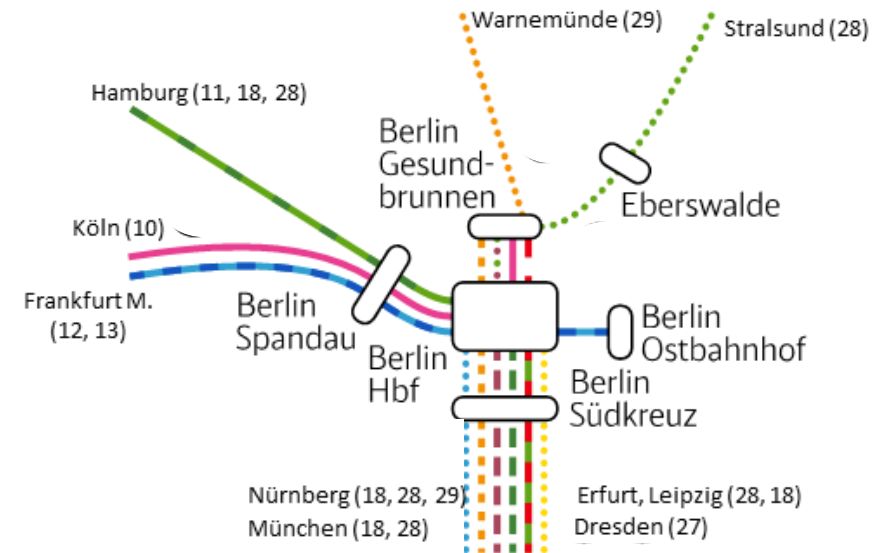 Warnemünde (29)
Stralsund (28)
Hamburg (11, 18, 28)
Berlin
Gesund-
brunnen
Eberswalde
Köln (10)
Frankfurt M.
(12, 13)
Berlin
Spandau
Berlin
Hbf
Berlin
Ostbahnhof
Berlin
Südkreuz
Nürnberg (18, 28, 29)
München (18, 28)
Erfurt, Leipzig (28, 18)
Dresden (27)